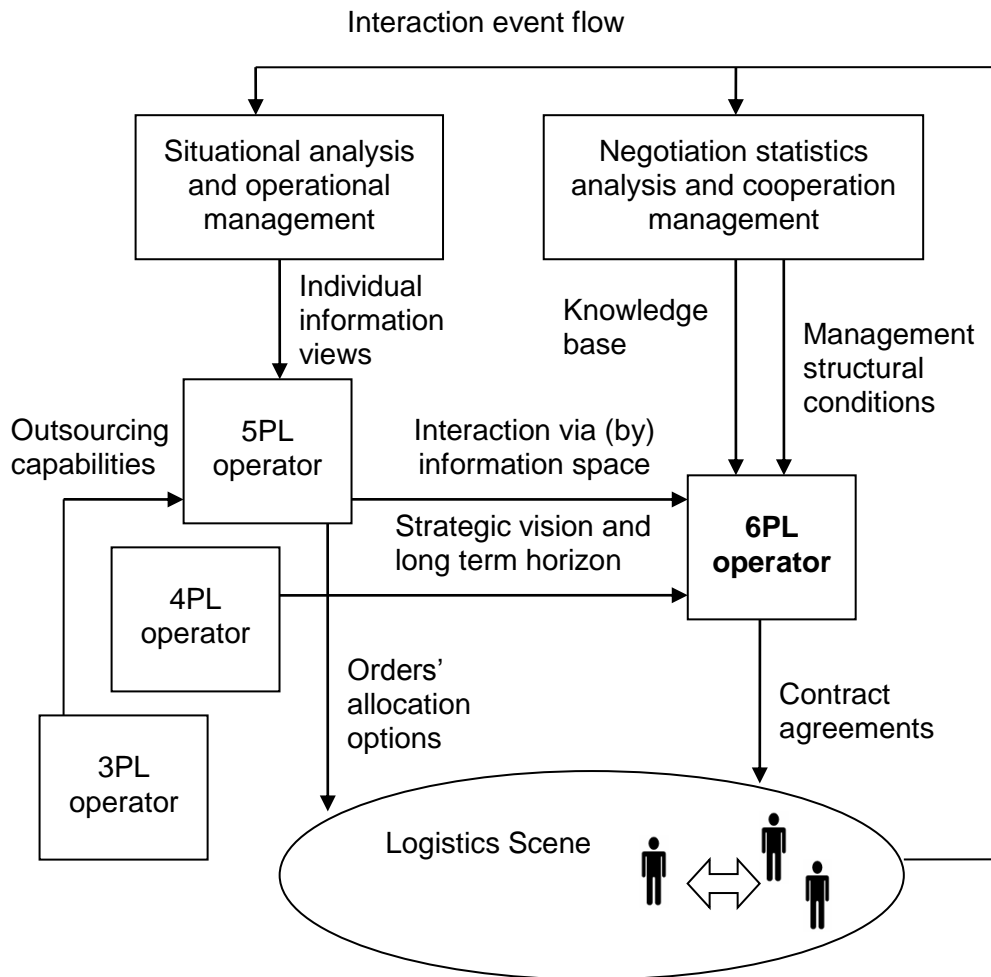 Interaction event flow
Situational analysis
and operational
management
Negotiation statistics
analysis and cooperation
management
Individual
information
views
Knowledge
base
Management
structural
conditions
Outsourcing
capabilities
5PL
operator
Interaction via (by)
information space
Strategic vision and
long term horizon
6PL
operator
4PL
operator
Orders’
allocation
options
Contract
agreements
3PL
operator
Logistics Scene